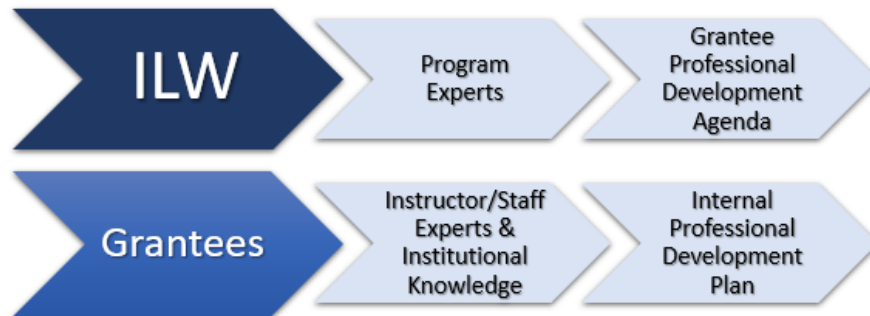 ILW
Program
Experts
Grantee
Professional
Development
Agenda
Grantees
Instructor/Staff
Experts &
Institutional
Knowledge
Internal
Professional
Development
Plan